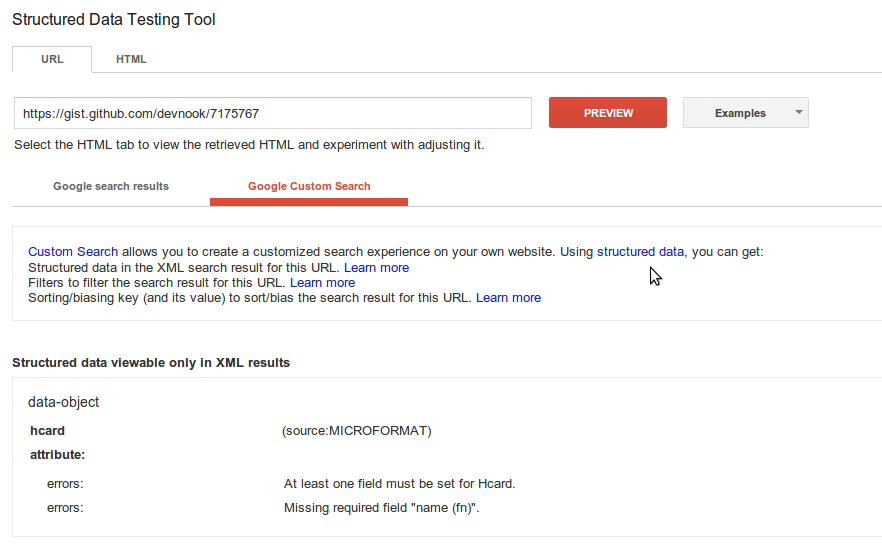 Structured Data Testing Tool
URL HTML
https://gist.github.com/devnook/7175767 PREVIEW Examples
Select the HTML tab to view the retrieved HTML and experiment with adjusting it.
Google search results Google Custom Search
Custom Search allows you to create a customized search experience on your own website. Using structured data, you can get:
Structured data in the XML search result for this URL. Learn more
Filters to filter the search result for this URL. Learn more
Sorting/biasing key (and its value) to sort/bias the search result for this URL. Learn more
Structured data viewable only in XML results
data-object
hcard (source:MICROFORMAT)
attribute:
errors: At least one field must be set for Hcard.
errors: Missing required field "name (fn)".